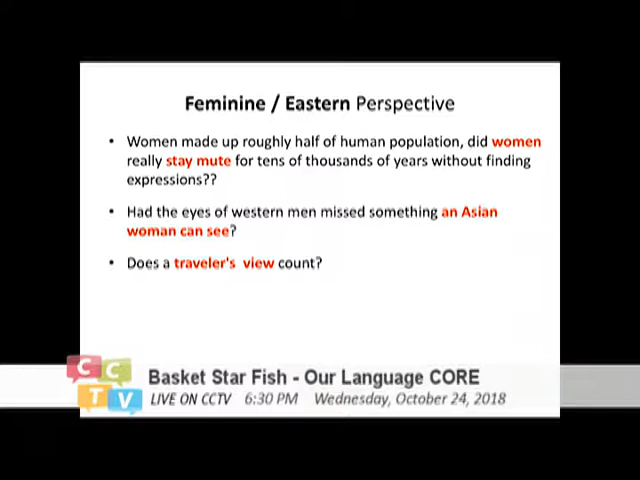 Feminine / Eastern Perspective
• Women made up roughly half of human population, did women
really stay mute for tens of thousands of years without finding
expressions??
• Had the eyes of western men missed something an Asian
woman can see?
• Does a traveler's view count?
CC
TV
Basket Star Fish - Our Language CORE
LIVE ON CCTV 6:30 PM Wednesday, October 24, 2018